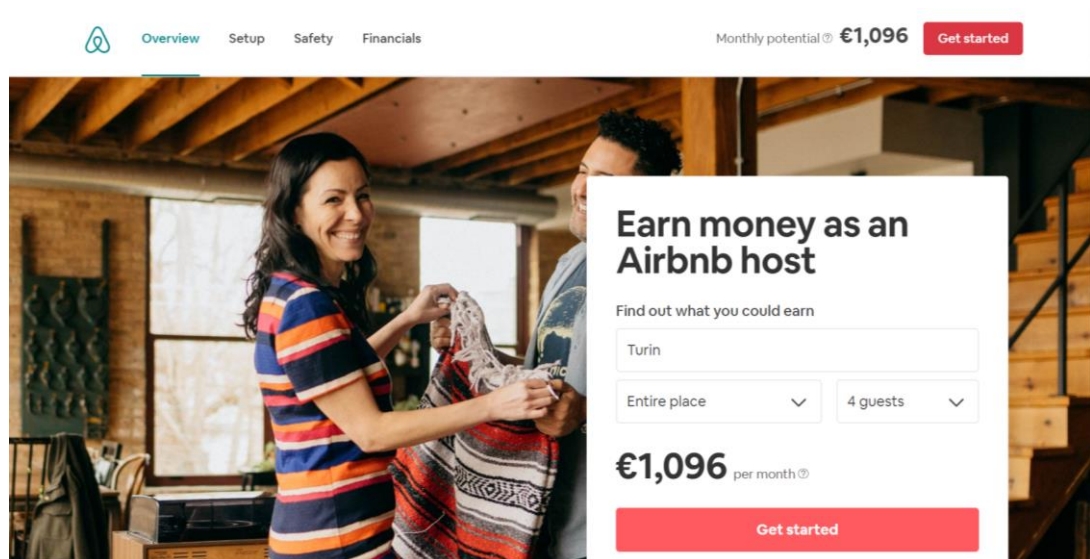 Overview Setup Safety Financials Monthly potential ? €1,096 Get started
Earn money as an
Airbnb host
Find out what you could earn
Turin
Entire place 4 guests
€1,096 per month ?
Get started